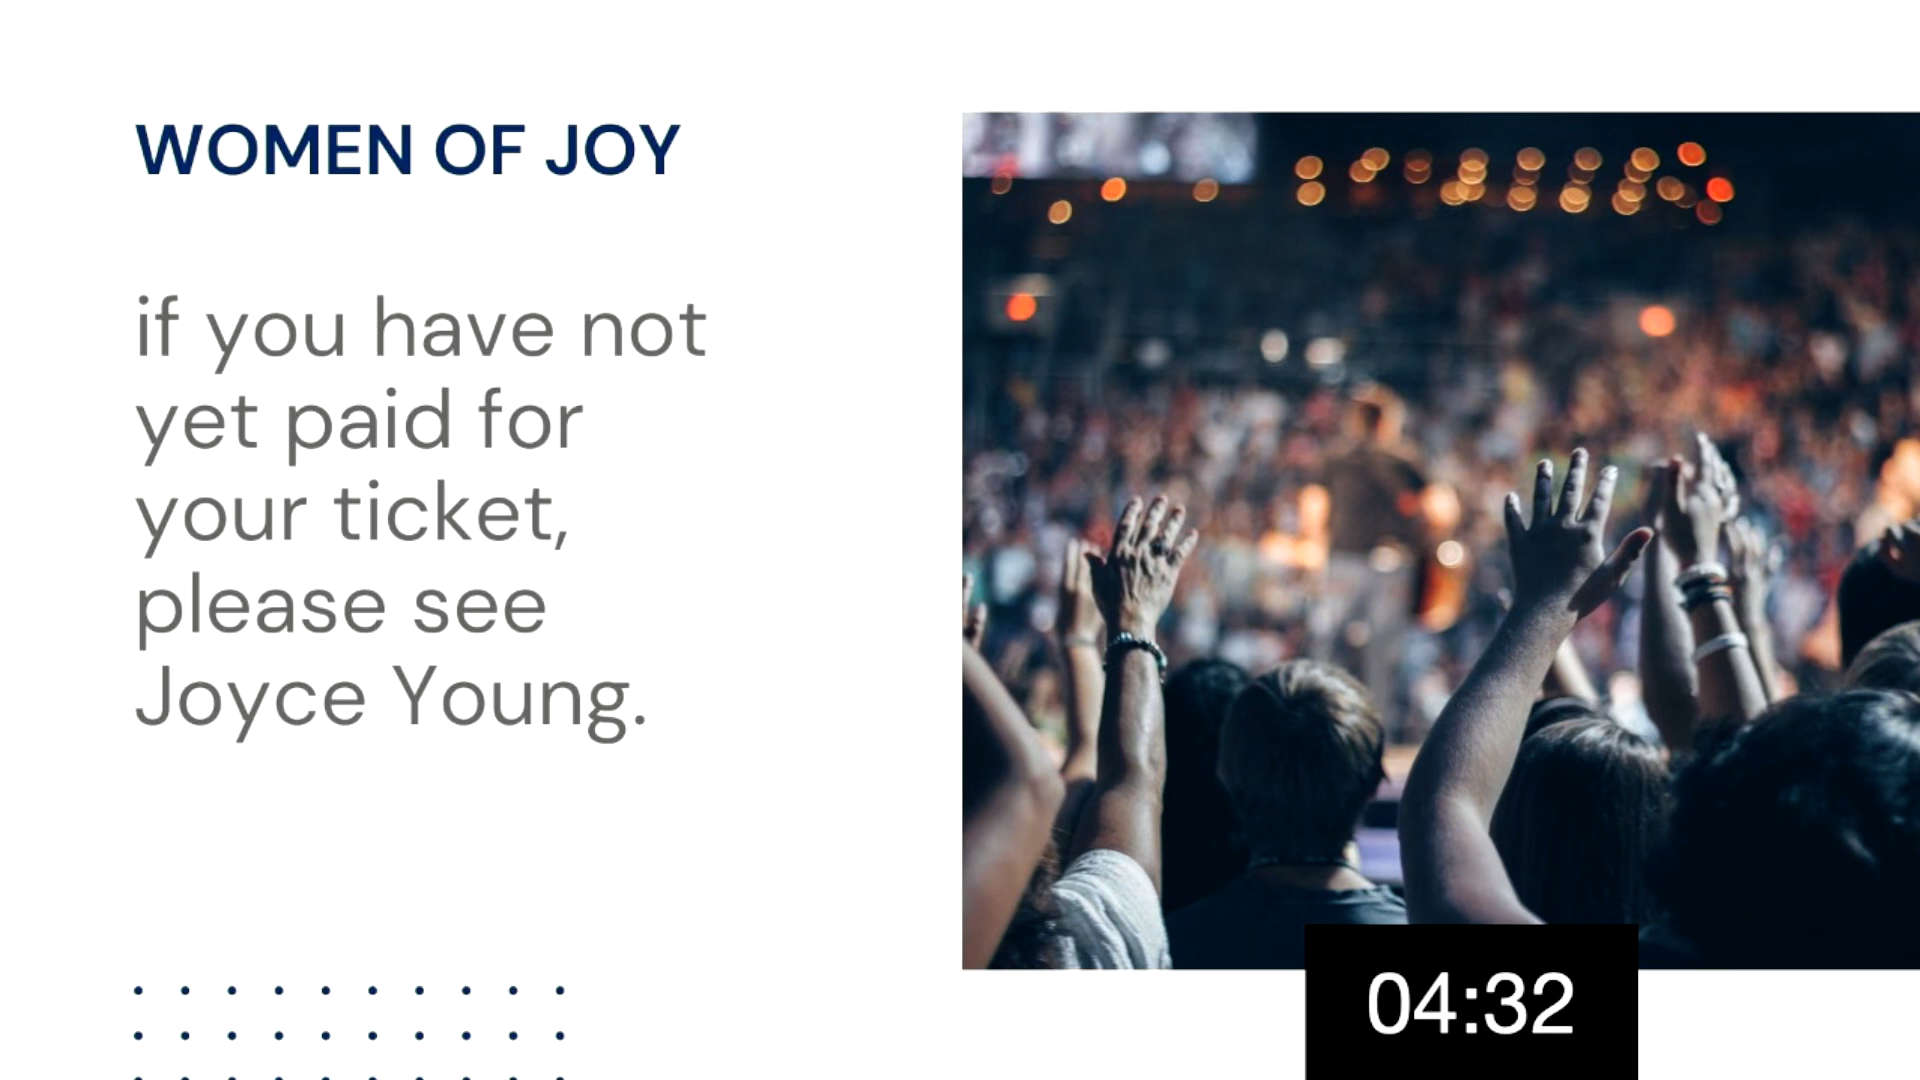 WOMEN OF JOY
if you have not
yet paid for
your ticket,
please see
Joyce Young.
04:32